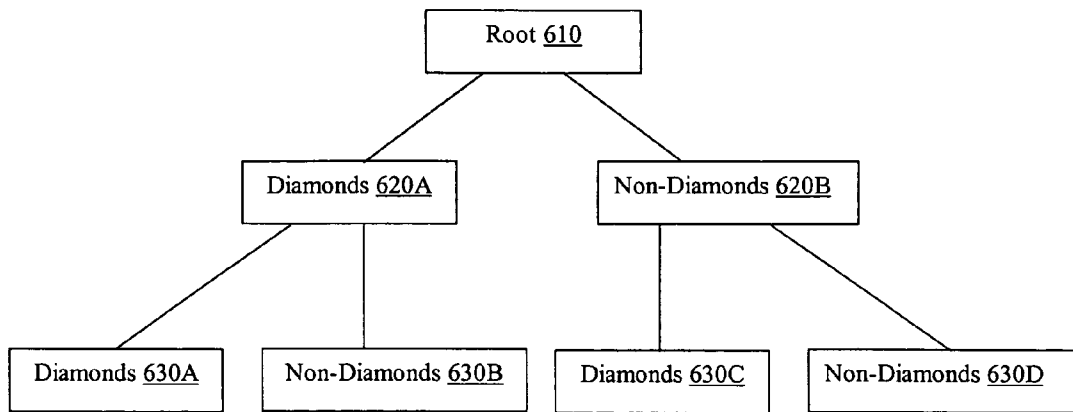 Root 610
Diamonds 620A
Non-Diamonds 620B
Diamonds 630A
Non-Diamonds 630B
Diamonds 630C
Non-Diamonds 630D